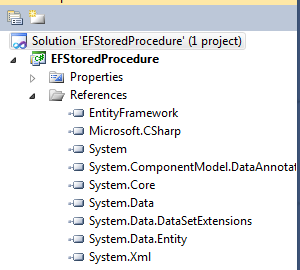 Solution 'EFStoredProcedure' (1 project)
EFStoredProcedure
Properties
References
EntityFramework
Microsoft.CSharp
System
System.ComponentModel.DataAnnotat
System.Core
System.Data
System.Data.DataSetExtensions
System.Data.Entity
System.Xml